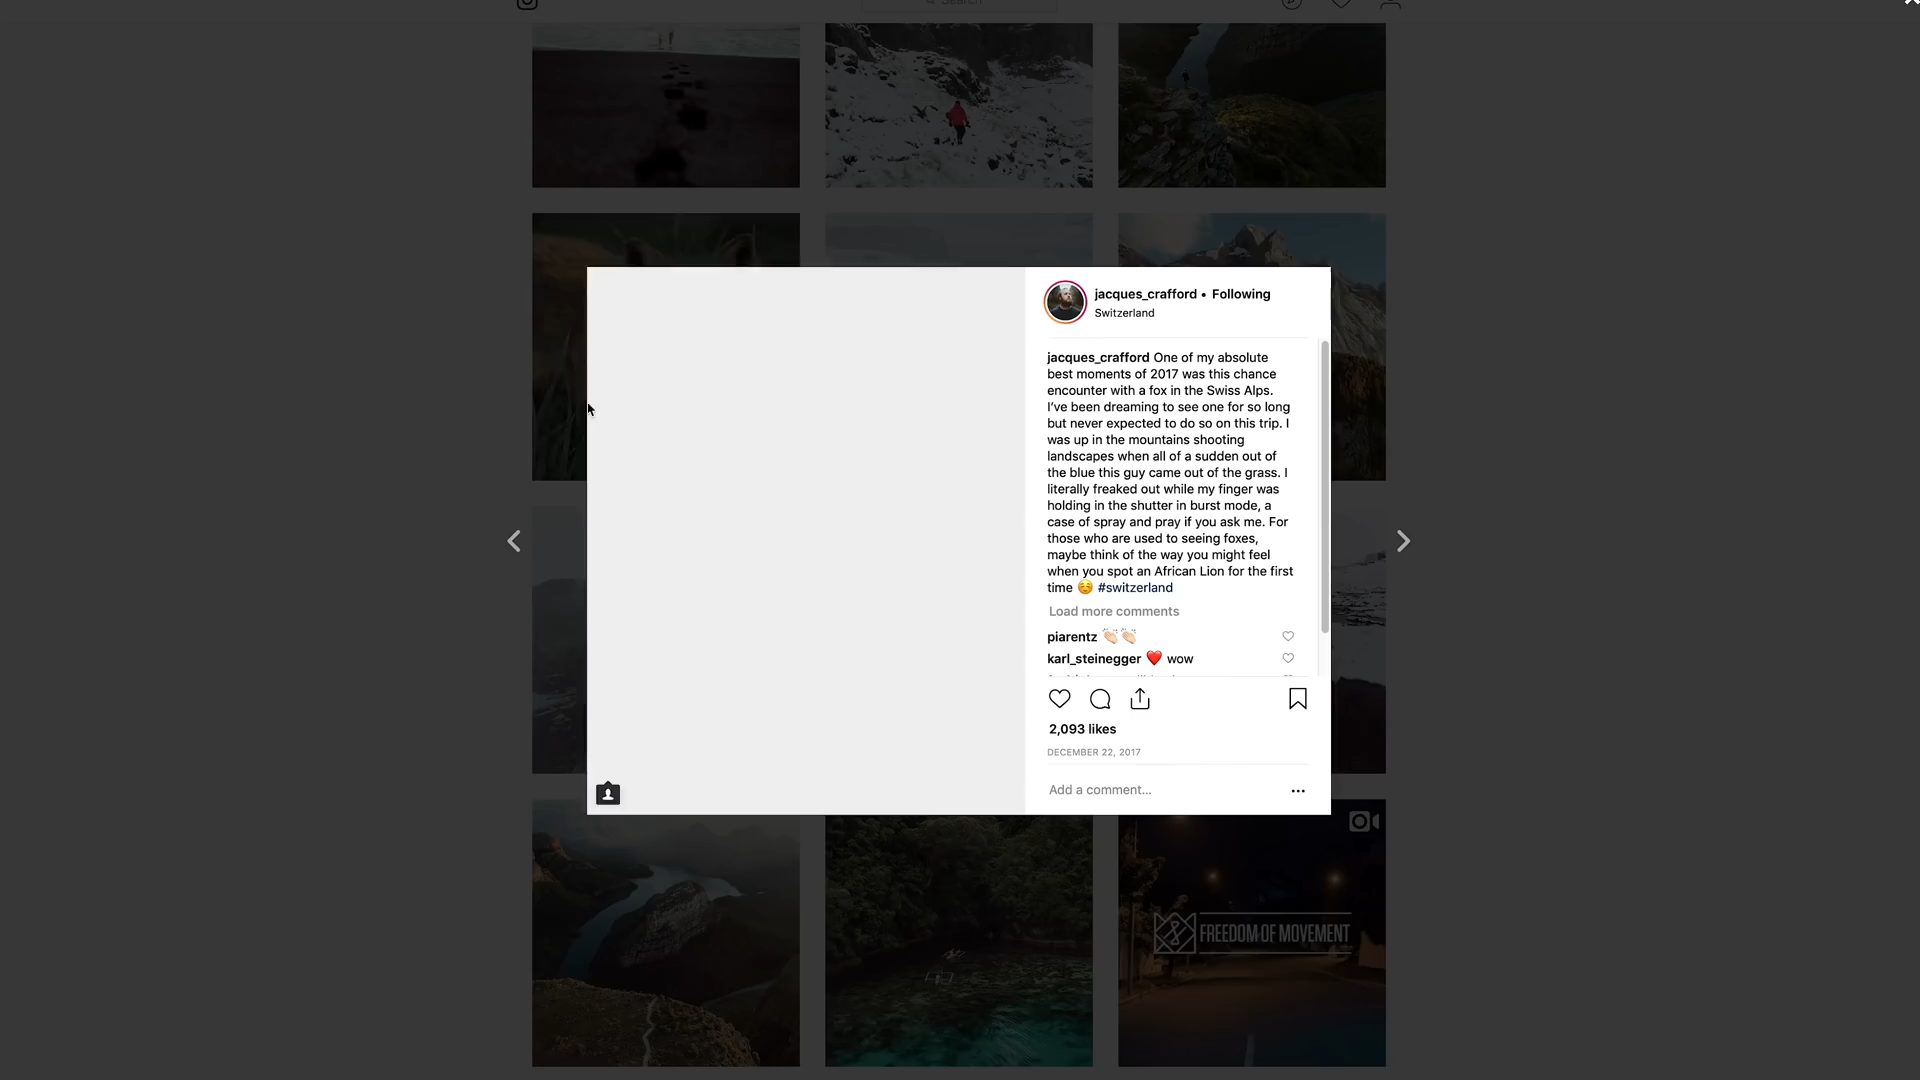 Search
jacques_crafford • Following
Switzerland
jacques_crafford One of my absolute
best moments of 2017 was this chance
encounter with a fox in the Swiss Alps.
I've been dreaming to see one for so long
but never expected to do so on this trip. I
was up in the mountains shooting
landscapes when all of a sudden out of
the blue this guy came out of the grass. I
literally freaked out while my finger was
holding in the shutter in burst mode, a
case of spray and pray if you ask me. For
those who are used to seeing foxes,
maybe think of the way you might feel
when you spot an African Lion for the first
time ☺️ #switzerland
Load more comments
piarentz 👏🏻👏🏻
karl_steinegger ❤️ wow
2,093 likes
DECEMBER 22, 2017
Add a comment...
FREEDOM OF MOVEMENT